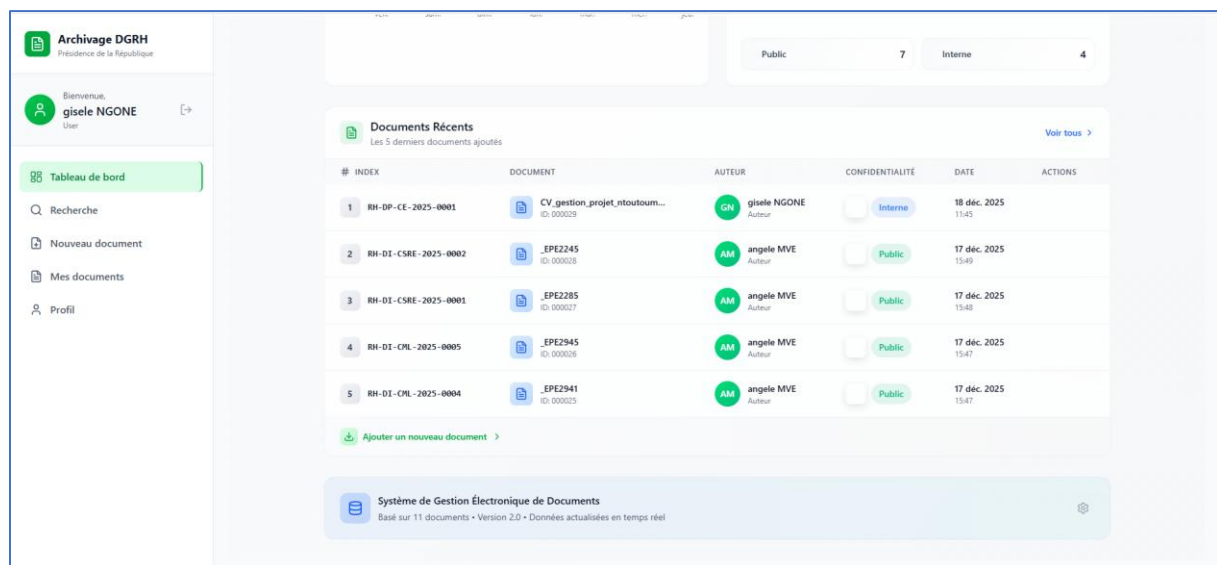 Archivage DGRH
Présidence de la République
Bienvenue,
gisele NGONE
User
Tableau de bord
Recherche
Nouveau document
Mes documents
Profil
Public 7 Interne 4
Documents Récents
Les 5 derniers documents ajoutés
Voir tous >
# INDEX DOCUMENT AUTEUR CONFIDENTIALITÉ DATE ACTIONS
1 RH-DP-CE-2025-0001 CV_gestion_projet_ntoutoum... GN gisele NGONE Interne 18 déc. 2025
ID: 000029 Auteur 11:45
2 RH-DI-CSRE-2025-0002 _EPE2245 AM angele MVE Public 17 déc. 2025
ID: 000028 Auteur 15:49
3 RH-DI-CSRE-2025-0001 _EPE2285 AM angele MVE Public 17 déc. 2025
ID: 000027 Auteur 15:48
4 RH-DI-CML-2025-0005 _EPE2945 AM angele MVE Public 17 déc. 2025
ID: 000026 Auteur 15:47
5 RH-DI-CML-2025-0004 _EPE2941 AM angele MVE Public 17 déc. 2025
ID: 000025 Auteur 15:47
Ajouter un nouveau document >
Système de Gestion Électronique de Documents
Basé sur 11 documents • Version 2.0 • Données actualisées en temps réel